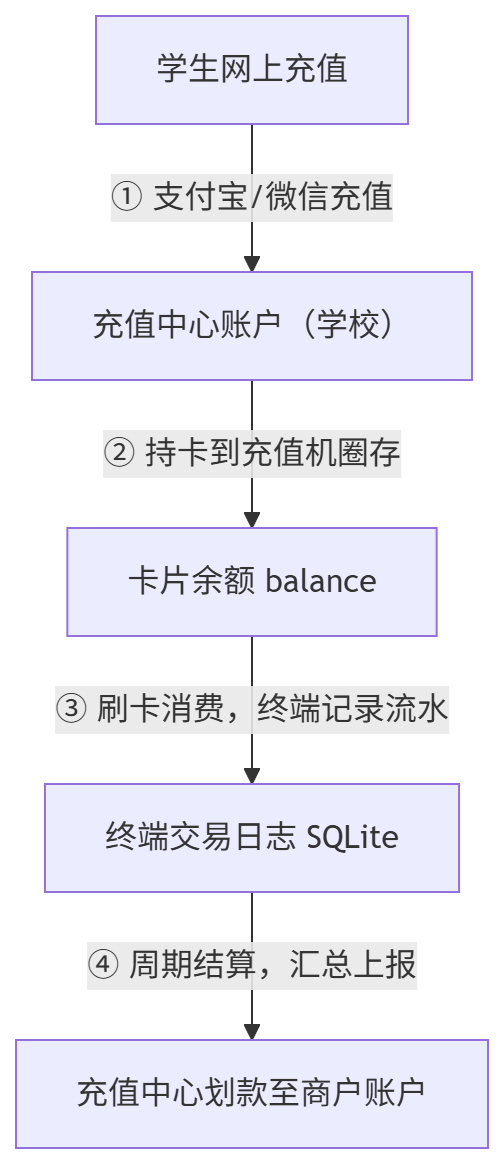 学生网上充值
① 支付宝/微信充值
充值中心账户（学校）
② 持卡到充值机圈存
卡片余额 balance
③ 刷卡消费，终端记录流水
终端交易日志 SQLite
④ 周期结算，汇总上报
充值中心划款至商户账户